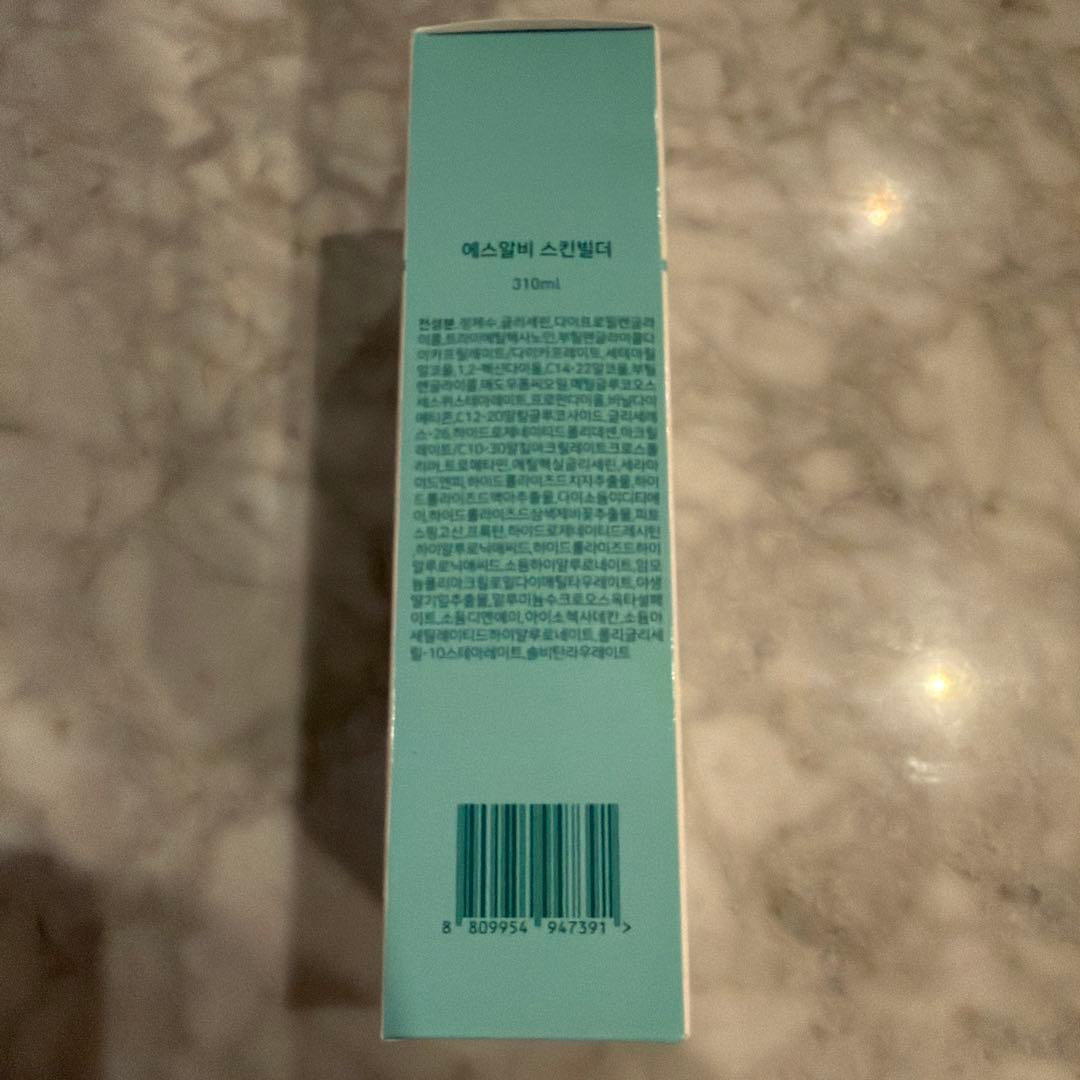 에스알비 스킨빌더
310ml
전성분.정제수,글리세린,다이프로필렌글라
이콜,트라이에틸헥사노인,부틸렌글라이콜다
이카프릴레이트/다이카프레이트,세테아릴
알코올,1,2-헥산다이올,C14-22알코올,부틸
렌글라이콜,메도우폼씨오일,메틸글루코오스
세스퀴스테아레이트,프로판다이올,비닐다이
메티콘,C12-20알킬글루코사이드,글리세레
스-26,하이드로제네이티드폴리데센,아크릴
레이트/C10-30알킬아크릴레이트크로스폴
리머,트로메타민,에틸헥실글리세린,세라마
이드엔피,하이드롤라이즈드치자추출물,하이
드롤라이즈드백아추출물,다이소듐이디티에
이,하이드롤라이즈드삼색제비꽃추출물,피토
스핑고신,프룩탄,하이드로제네이티드레시틴
,하이알루로닉애씨드,하이드롤라이즈드하이
알루로닉애씨드,소듐하이알루로네이트,암모
늄폴리아크릴로일다이메틸타우레이트,야생
딸기잎추출물,알루미늄수크로오스옥타설페
이트,소듐디엔에이,아이소헥사데칸,소듐아
세틸레이티드하이알루로네이트,폴리글리세
릴-10스테아레이트,솔비탄라우레이트
8 809954 947391 >